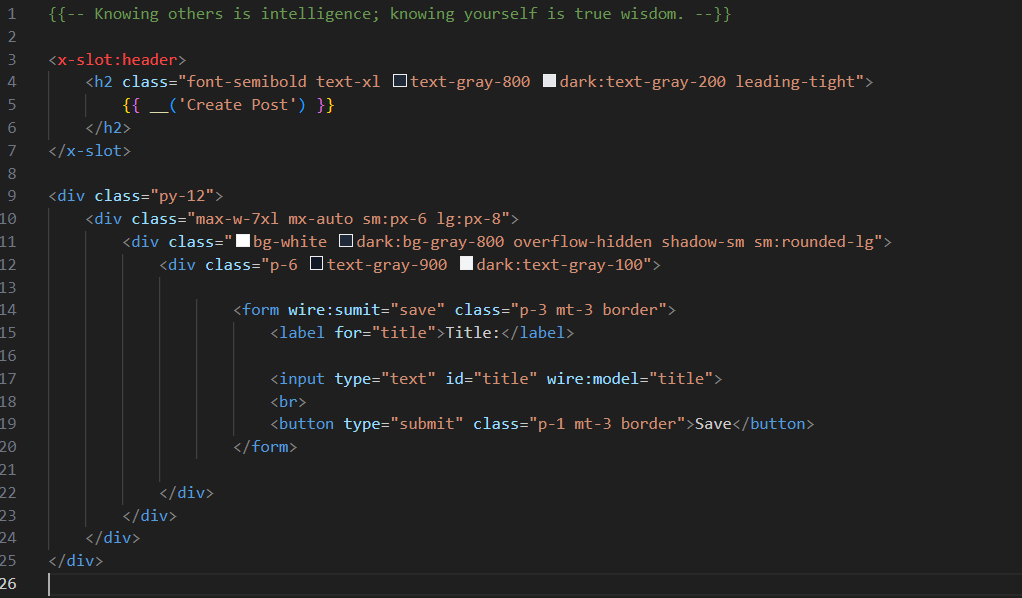 1 {{-- Knowing others is intelligence; knowing yourself is true wisdom. --}}
2
3 <x-slot:header>
4     <h2 class="font-semibold text-xl text-gray-800 dark:text-gray-200 leading-tight">
5         {{ __('Create Post') }}
6     </h2>
7 </x-slot>
8
9 <div class="py-12">
10     <div class="max-w-7xl mx-auto sm:px-6 lg:px-8">
11         <div class="bg-white dark:bg-gray-800 overflow-hidden shadow-sm sm:rounded-lg">
12             <div class="p-6 text-gray-900 dark:text-gray-100">
13
14                     <form wire:sumit="save" class="p-3 mt-3 border">
15                         <label for="title">Title:</label>
16
17                         <input type="text" id="title" wire:model="title">
18                         <br>
19                         <button type="submit" class="p-1 mt-3 border">Save</button>
20                     </form>
21
22             </div>
23         </div>
24     </div>
25 </div>
26